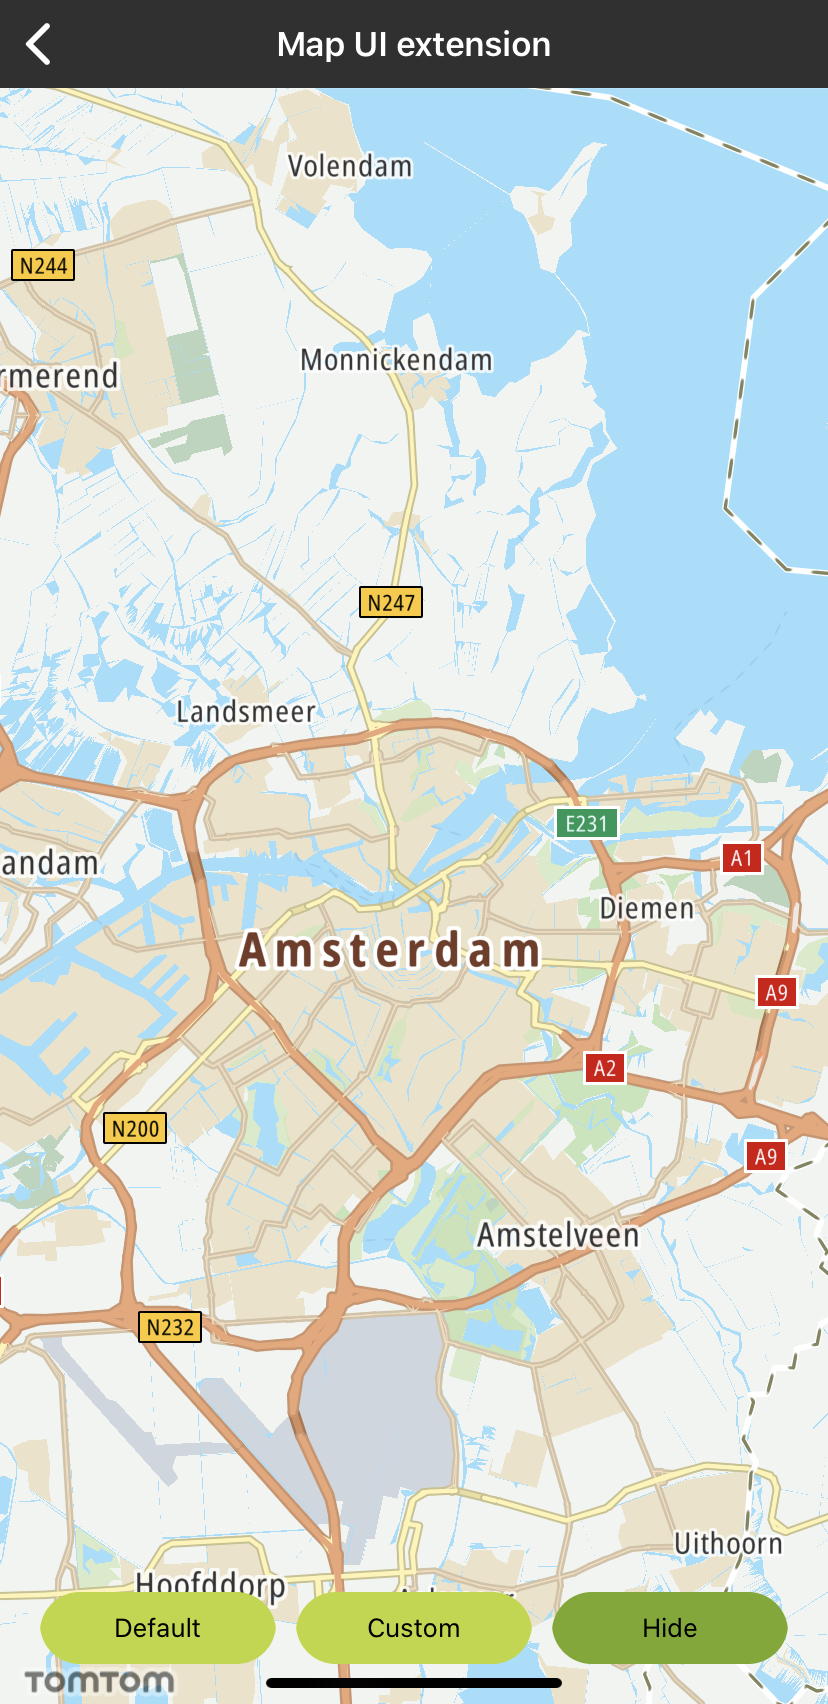 Map UI extension
Volendam
N244
Monnickendam
rmerend
N247
Landsmeer
E231
A1
andam
Diemen
Amsterdam
A9
A2
N200
A9
Amstelveen
N232
Uithoorn
Hoofddorp
Default
Custom
Hide
TOMTOM